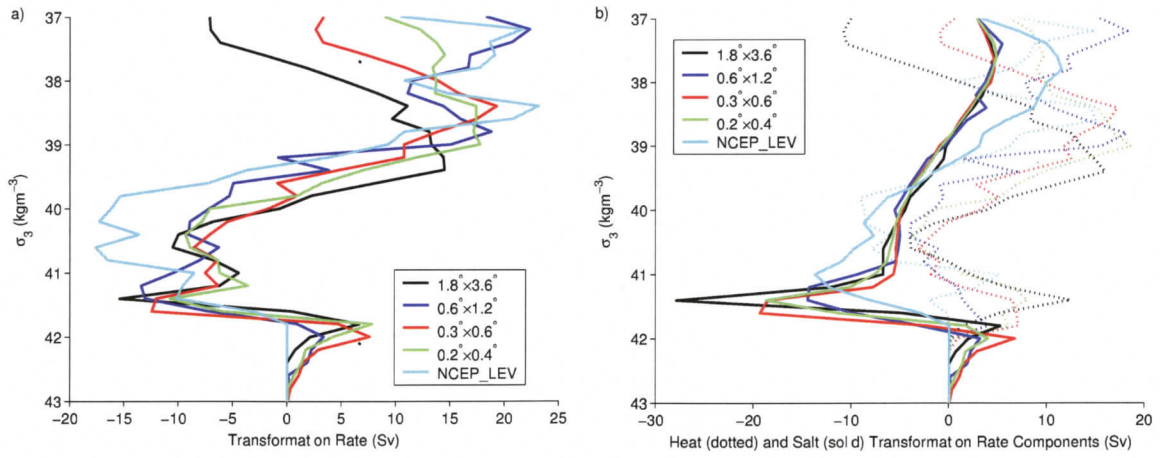 a)
37
38
39
40
41
42
43
σ3 (kgm−3)
1.8°×3.6°
0.6°×1.2°
0.3°×0.6°
0.2°×0.4°
NCEP_LEV
−20 −15 −10 −5 0 5 10 15 20 25
Transformat on Rate (Sv)
b)
37
38
39
40
41
42
43
σ3 (kgm−3)
1.8°×3.6°
0.6°×1.2°
0.3°×0.6°
0.2°×0.4°
NCEP_LEV
−30 −20 −10 0 10 20
Heat (dotted) and Salt (sol d) Transformat on Rate Components (Sv)